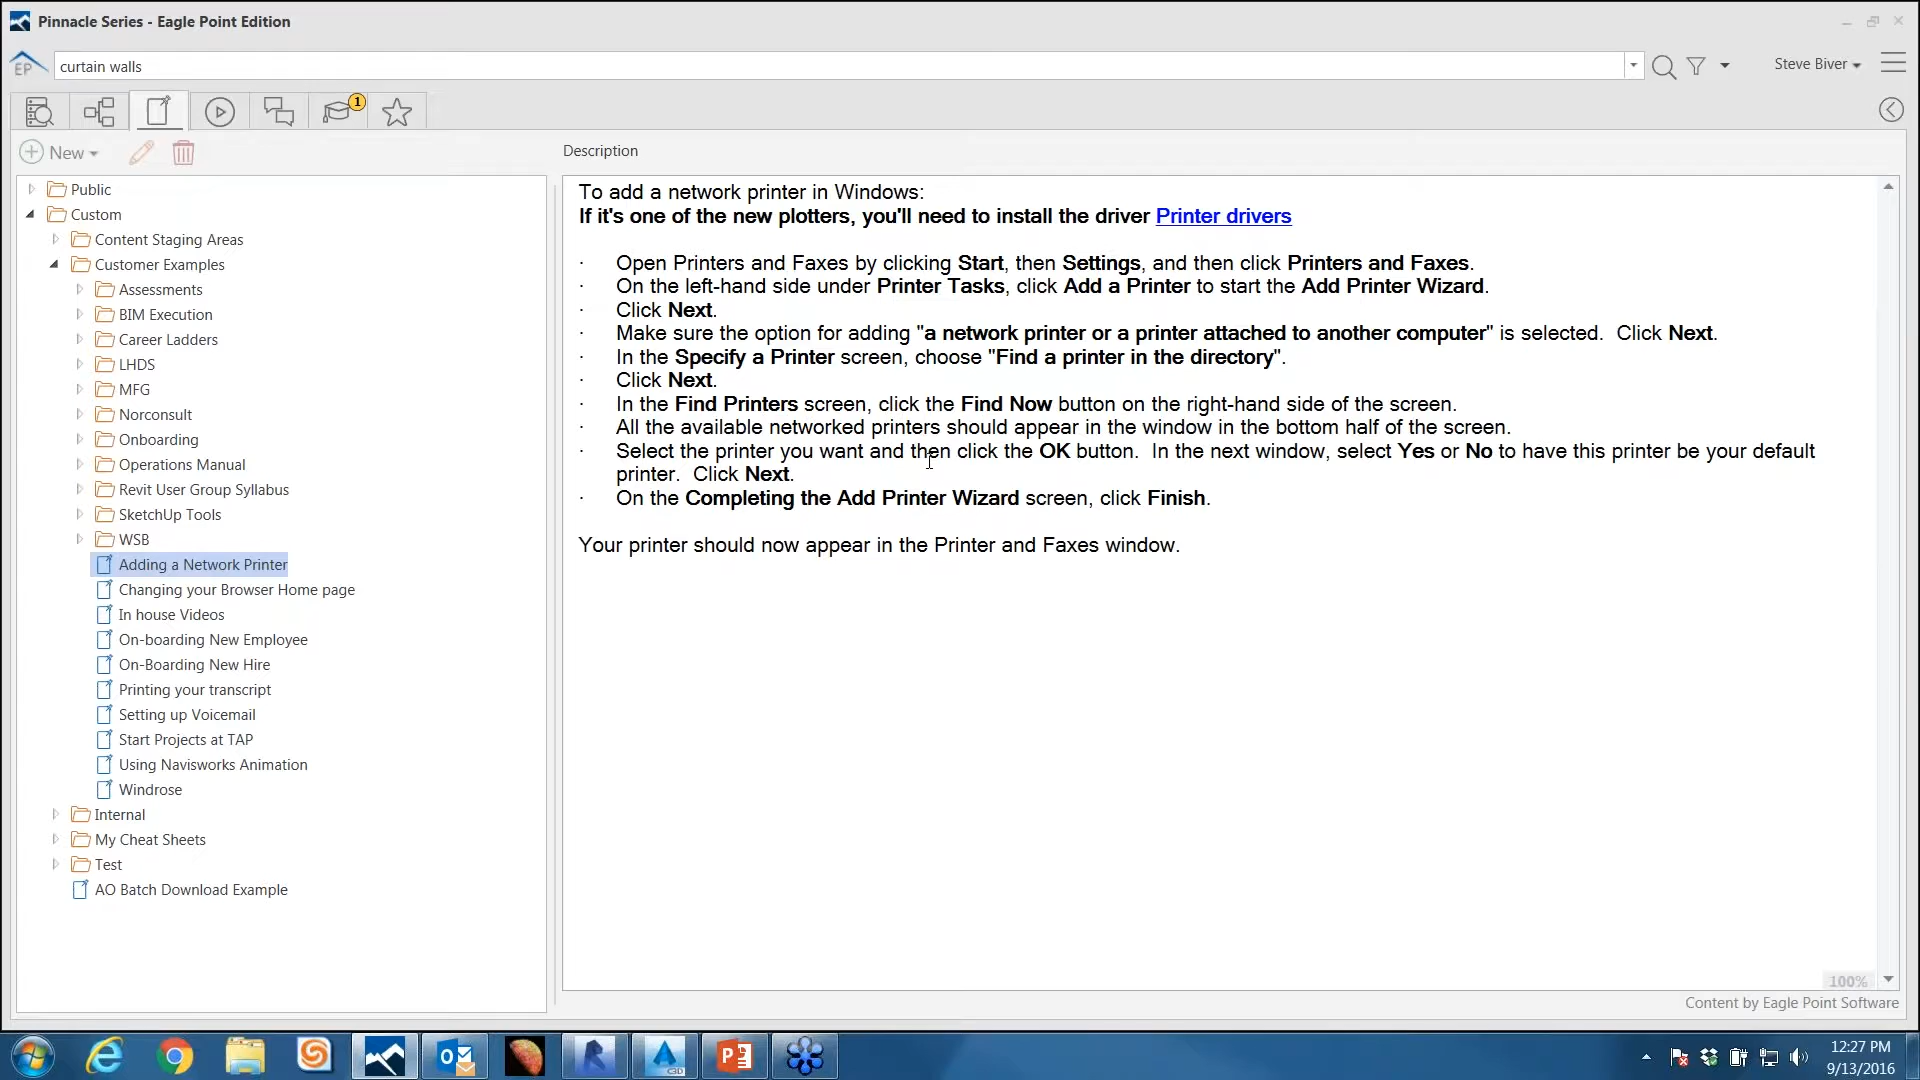 Pinnacle Series - Eagle Point Edition
EP
curtain walls
Steve Biver
1
New
Description
Public
Custom
Content Staging Areas
Customer Examples
Assessments
BIM Execution
Career Ladders
LHDS
MFG
Norconsult
Onboarding
Operations Manual
Revit User Group Syllabus
SketchUp Tools
WSB
Adding a Network Printer
Changing your Browser Home page
In house Videos
On-boarding New Employee
On-Boarding New Hire
Printing your transcript
Setting up Voicemail
Start Projects at TAP
Using Navisworks Animation
Windrose
Internal
My Cheat Sheets
Test
AO Batch Download Example
To add a network printer in Windows:
If it's one of the new plotters, you'll need to install the driver Printer drivers
· Open Printers and Faxes by clicking Start, then Settings, and then click Printers and Faxes.
· On the left-hand side under Printer Tasks, click Add a Printer to start the Add Printer Wizard.
· Click Next.
· Make sure the option for adding "a network printer or a printer attached to another computer" is selected. Click Next.
· In the Specify a Printer screen, choose "Find a printer in the directory".
· Click Next.
· In the Find Printers screen, click the Find Now button on the right-hand side of the screen.
· All the available networked printers should appear in the window in the bottom half of the screen.
· Select the printer you want and then click the OK button. In the next window, select Yes or No to have this printer be your default
printer. Click Next.
· On the Completing the Add Printer Wizard screen, click Finish.
Your printer should now appear in the Printer and Faxes window.
100%
Content by Eagle Point Software
C3D
12:27 PM
9/13/2016